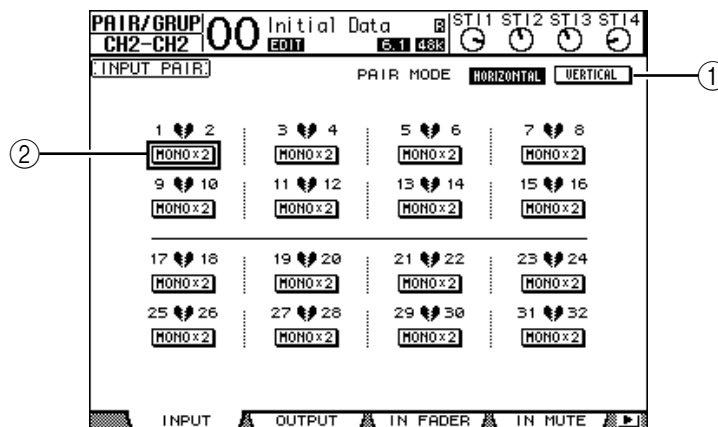 PAIR/GRUP 00 Initial Data R ST11 ST12 ST13 ST14
CH2-CH2 EDIT 6.1 48k
INPUT PAIR
PAIR MODE HORIZONTAL VERTICAL ①
1 2 3 4 5 6 7 8
② MONO×2 MONO×2 MONO×2 MONO×2
9 10 11 12 13 14 15 16
MONO×2 MONO×2 MONO×2 MONO×2
17 18 19 20 21 22 23 24
MONO×2 MONO×2 MONO×2 MONO×2
25 26 27 28 29 30 31 32
MONO×2 MONO×2 MONO×2 MONO×2
INPUT OUTPUT IN FADER IN MUTE